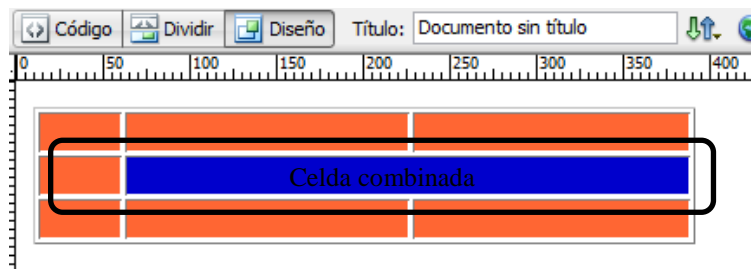 Código Dividir Diseño Título: Documento sin título
0 50 100 150 200 250 300 350 400
Celda combinada